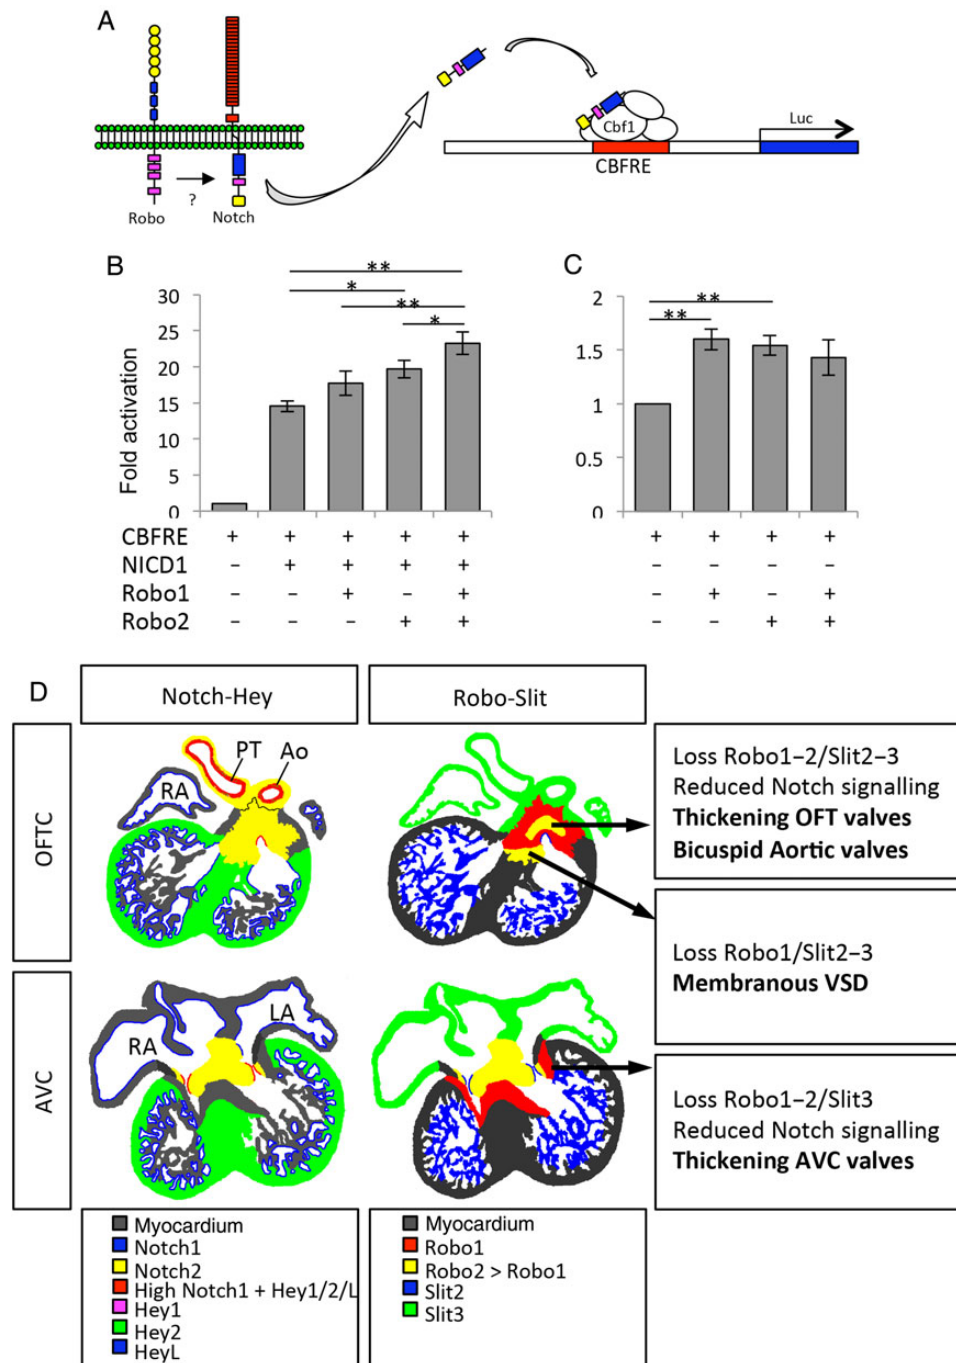 A
Robo
?
Notch
Cbf1
CBFRE
Luc
B
** 
*
**
*
Fold activation
30
25
20
15
10
5
0
CBFRE + + + + +
NICD1 – + + + +
Robo1 – – + – +
Robo2 – – – + +
C
**
**
2
1.5
1
0.5
0
+ + + +
– – – –
– + – +
– – + +
D
Notch-Hey
Robo-Slit
OFTC
RA
PT
Ao
Loss Robo1–2/Slit2–3
Reduced Notch signalling
Thickening OFT valves
Bicuspid Aortic valves
Loss Robo1/Slit2–3
Membranous VSD
AVC
RA
LA
Loss Robo1–2/Slit3
Reduced Notch signalling
Thickening AVC valves
Myocardium
Notch1
Notch2
High Notch1 + Hey1/2/L
Hey1
Hey2
HeyL
Myocardium
Robo1
Robo2 > Robo1
Slit2
Slit3